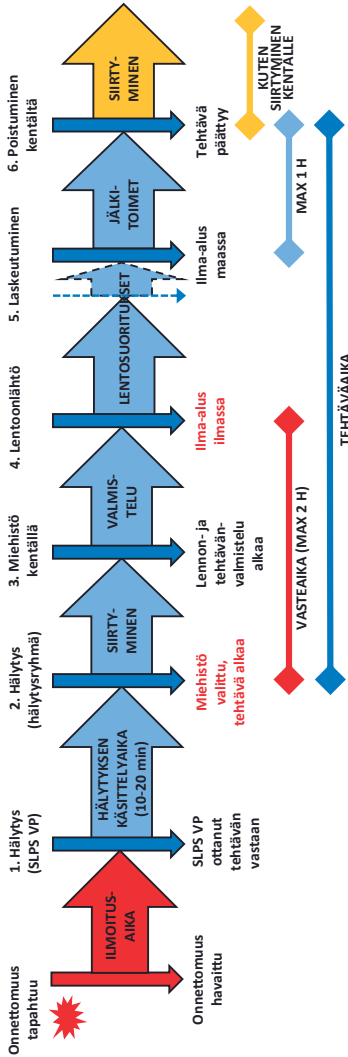 Onnettomuus
tapahtuu
1. Hälytys
(SLPS VP)
2. Hälytys
(hälytysryhmä)
3. Miehistö
kentällä
4. Lentoonlähtö
5. Laskeutuminen
6. Poistuminen
kentältä
ILMOITUS-
AIKA
HÄLYTYKSEN
KÄSITTELYAIKA
(10-20 min)
SIIRTY-
MINEN
VALMIS-
TELU
LENTOSUORITUKSET
JÄLKI-
TOIMET
SIIRTY-
MINEN
Onnettomuus
havaittu
SLPS VP
ottanut
tehtävän
vastaan
Miehistö
valittu,
tehtävä alkaa
Lennon- ja
tehtävän-
valmistelu
alkaa
Ilma-alus
ilmassa
Ilma-alus
maassa
Tehtävä
päättyy
VASTEAIKA (MAX 2 H)
MAX 1 H
KUTEN
SIIRTYMINEN
KENTÄLLE
TEHTÄVÄAIKA